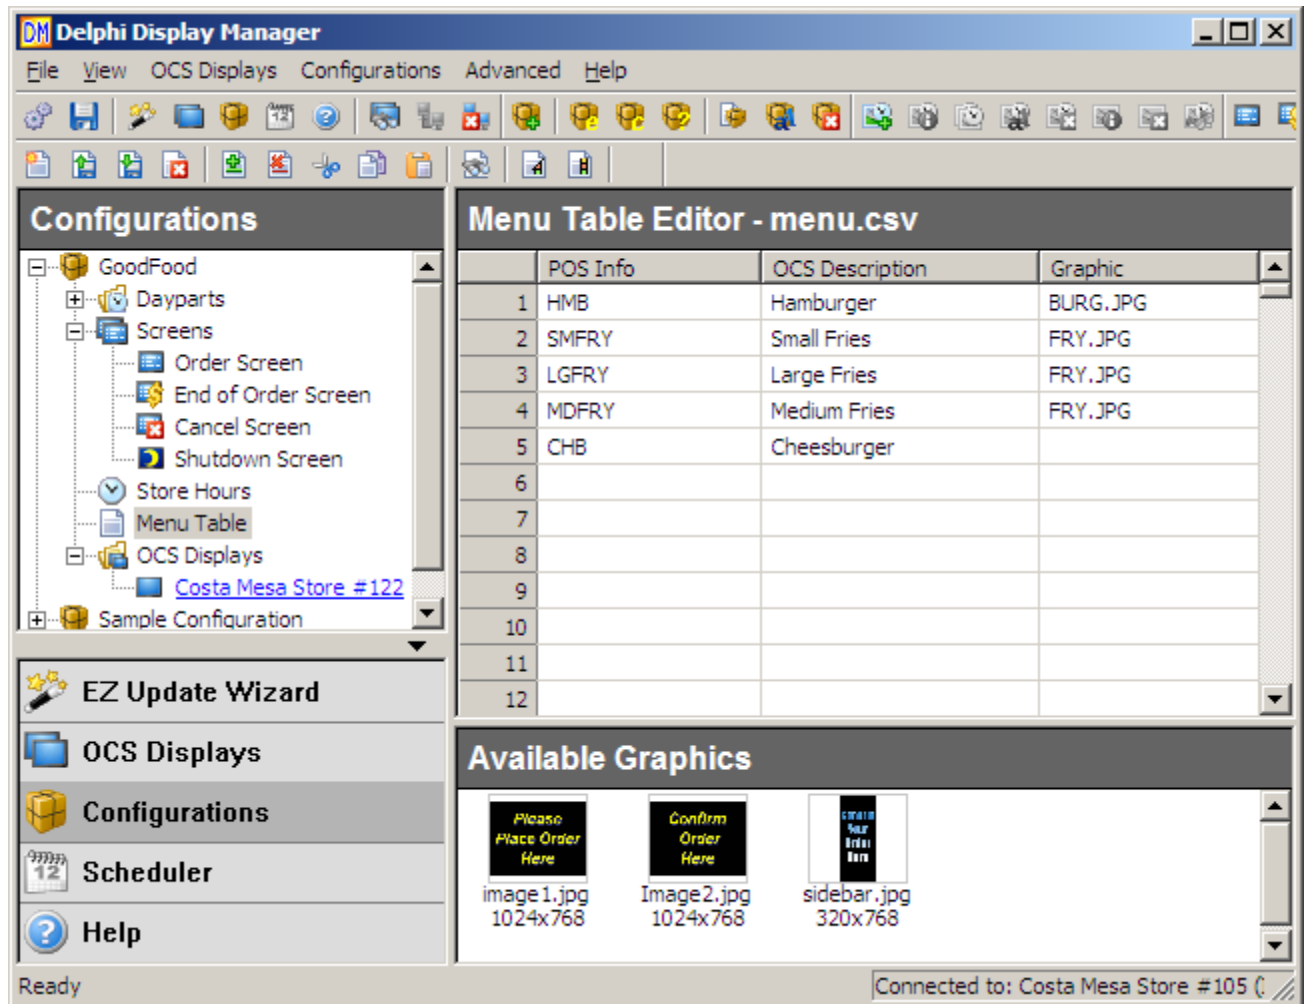 Delphi Display Manager
File View OCS Displays Configurations Advanced Help
Configurations
GoodFood
Dayparts
Screens
Order Screen
End of Order Screen
Cancel Screen
Shutdown Screen
Store Hours
Menu Table
OCS Displays
Costa Mesa Store #122
Sample Configuration
EZ Update Wizard
OCS Displays
Configurations
12
Scheduler
Help
Menu Table Editor - menu.csv
POS Info OCS Description Graphic
1 HMB Hamburger BURG.JPG
2 SMFRY Small Fries FRY.JPG
3 LGFRY Large Fries FRY.JPG
4 MDFRY Medium Fries FRY.JPG
5 CHB Cheesburger
6
7
8
9
10
11
12
Available Graphics
Please
Place Order
Here
image1.jpg
1024x768
Confirm
Order
Here
Image2.jpg
1024x768
Your
Order
Here
sidebar.jpg
320x768
Ready
Connected to: Costa Mesa Store #105 (